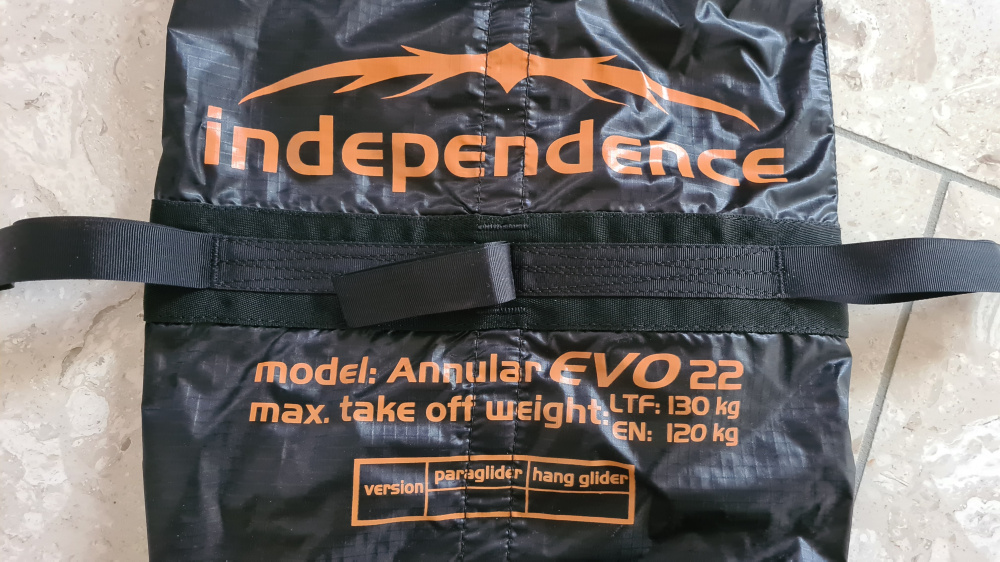 independence
model: Annular EVO 22
max. take off weight: LTF: 130 kg
EN: 120 kg
version paraglider hang glider